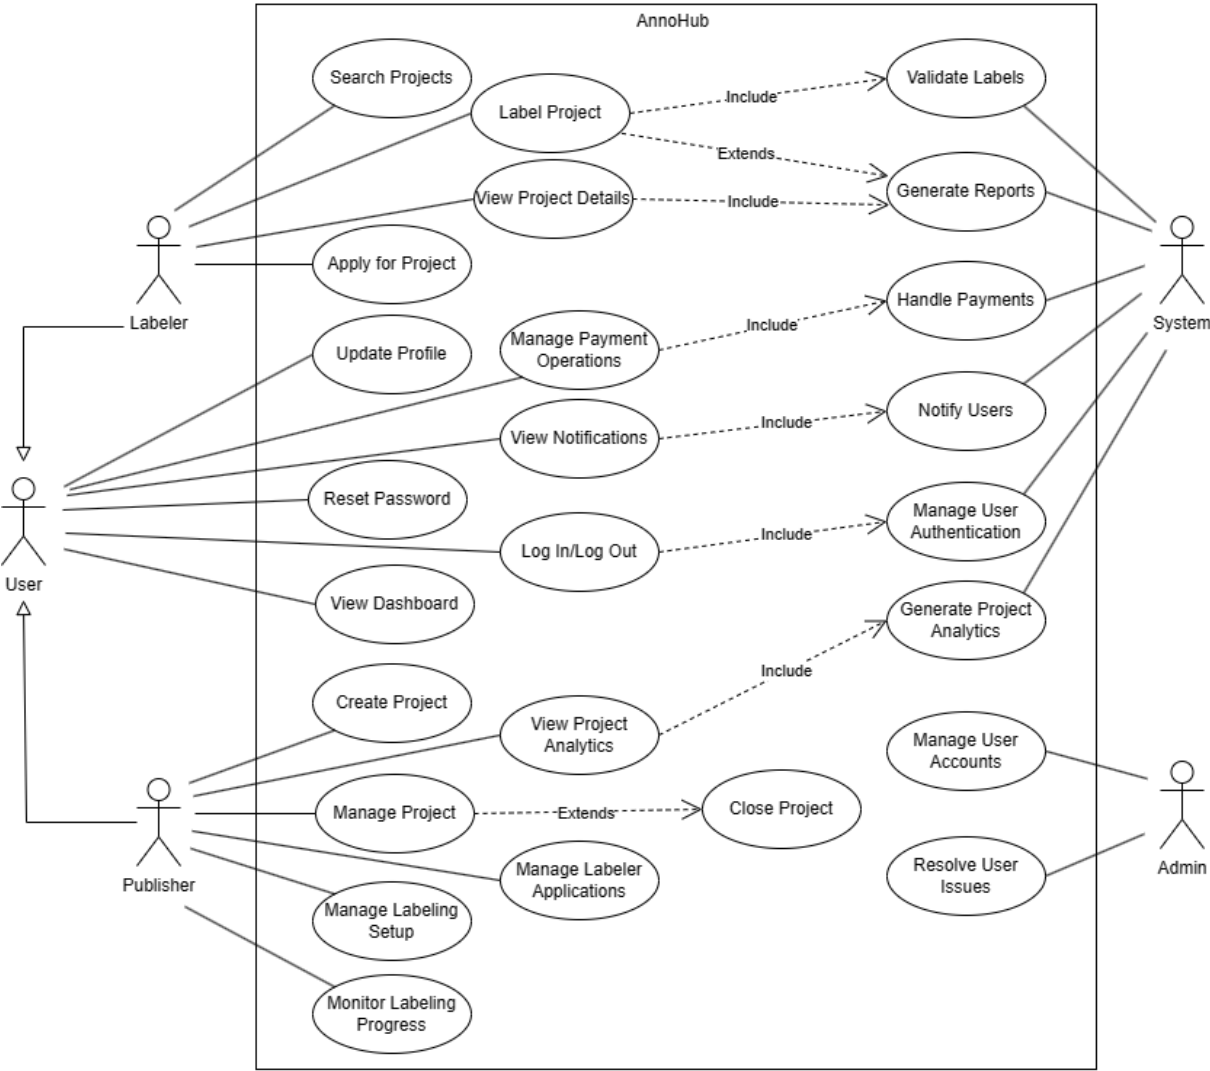 AnnoHub
Search Projects
Validate Labels
Include
Label Project
Extends
Generate Reports
View Project Details
Include
Apply for Project
Labeler
System
Handle Payments
Include
Manage Payment
Operations
Update Profile
Notify Users
Include
View Notifications
Reset Password
Manage User
Authentication
Include
Log In/Log Out
User
View Dashboard
Generate Project
Analytics
Include
Create Project
View Project
Analytics
Manage User
Accounts
Manage Project
Extends
Close Project
Manage Labeler
Applications
Publisher
Resolve User
Issues
Admin
Manage Labeling
Setup
Monitor Labeling
Progress